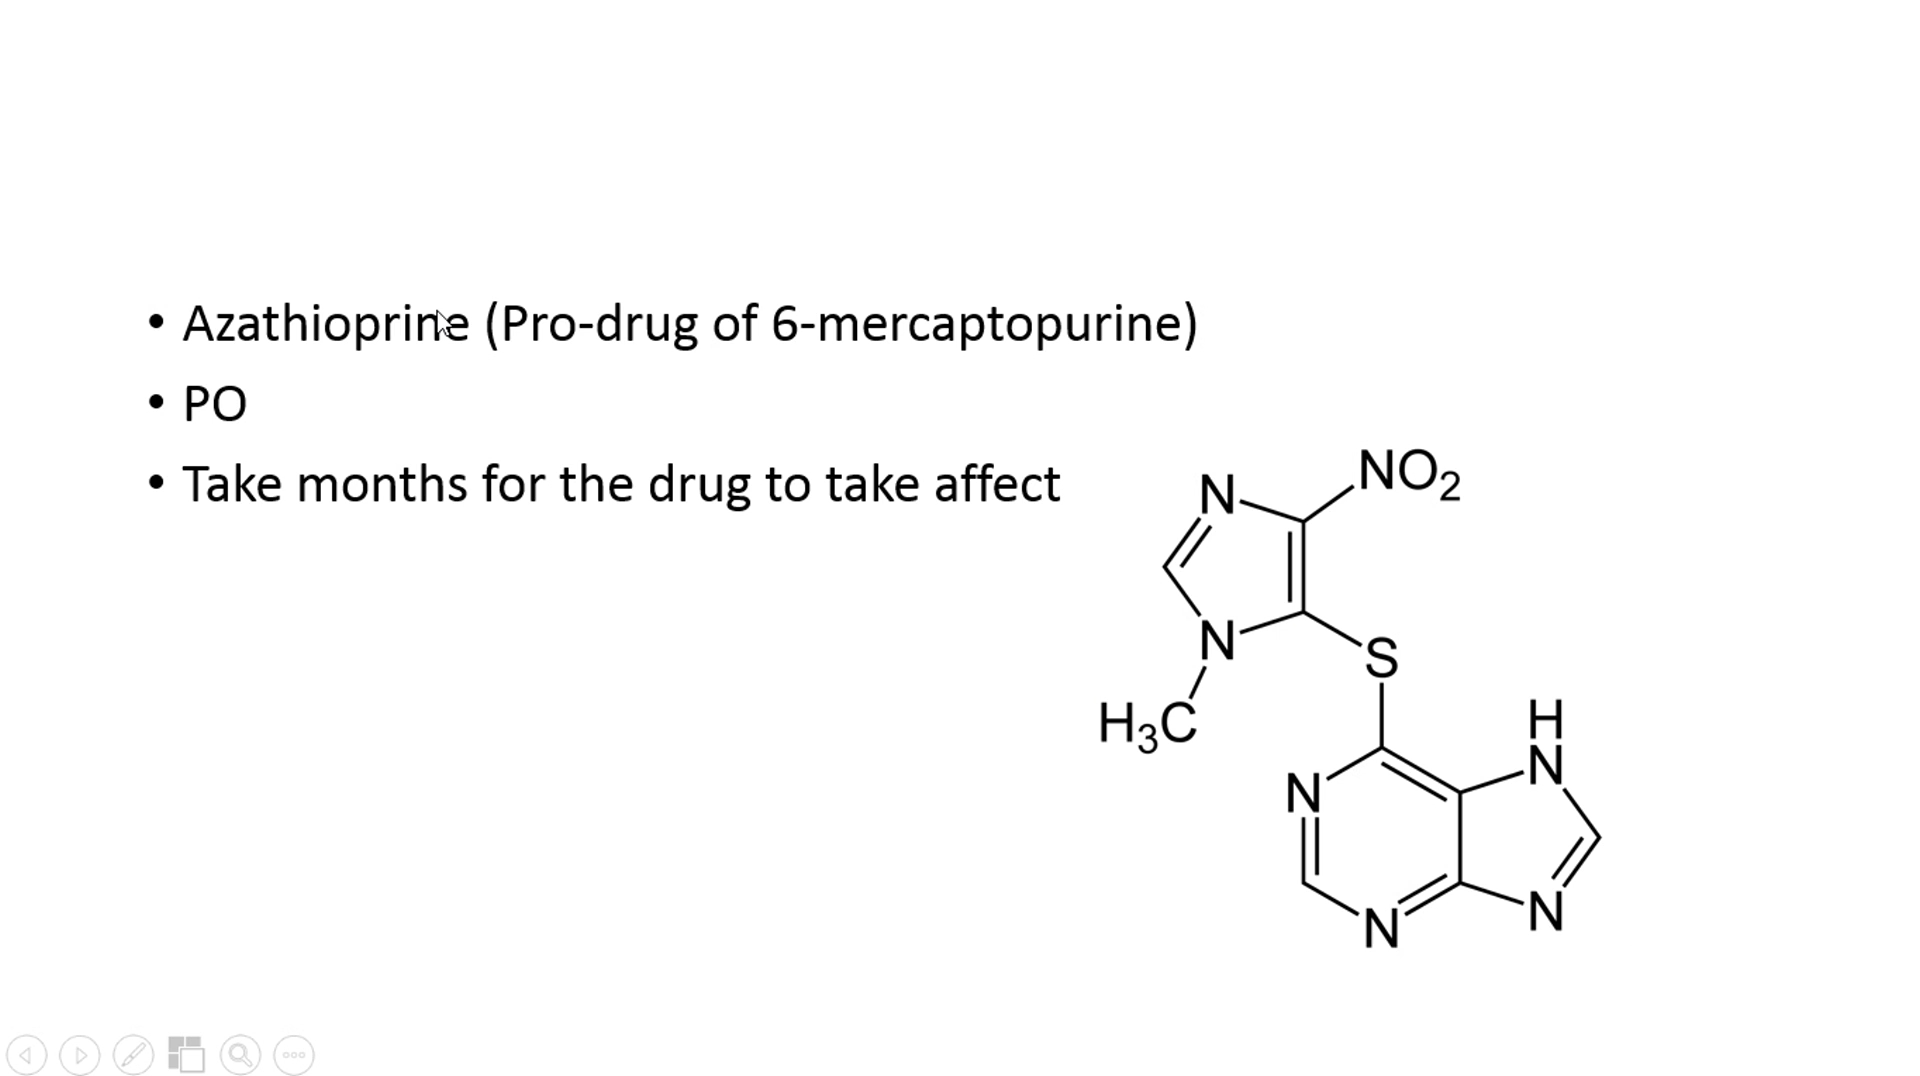 • Azathioprine (Pro-drug of 6-mercaptopurine)
• PO
• Take months for the drug to take affect
NO₂
N
N
S
H₃C
H
N
N
N
N